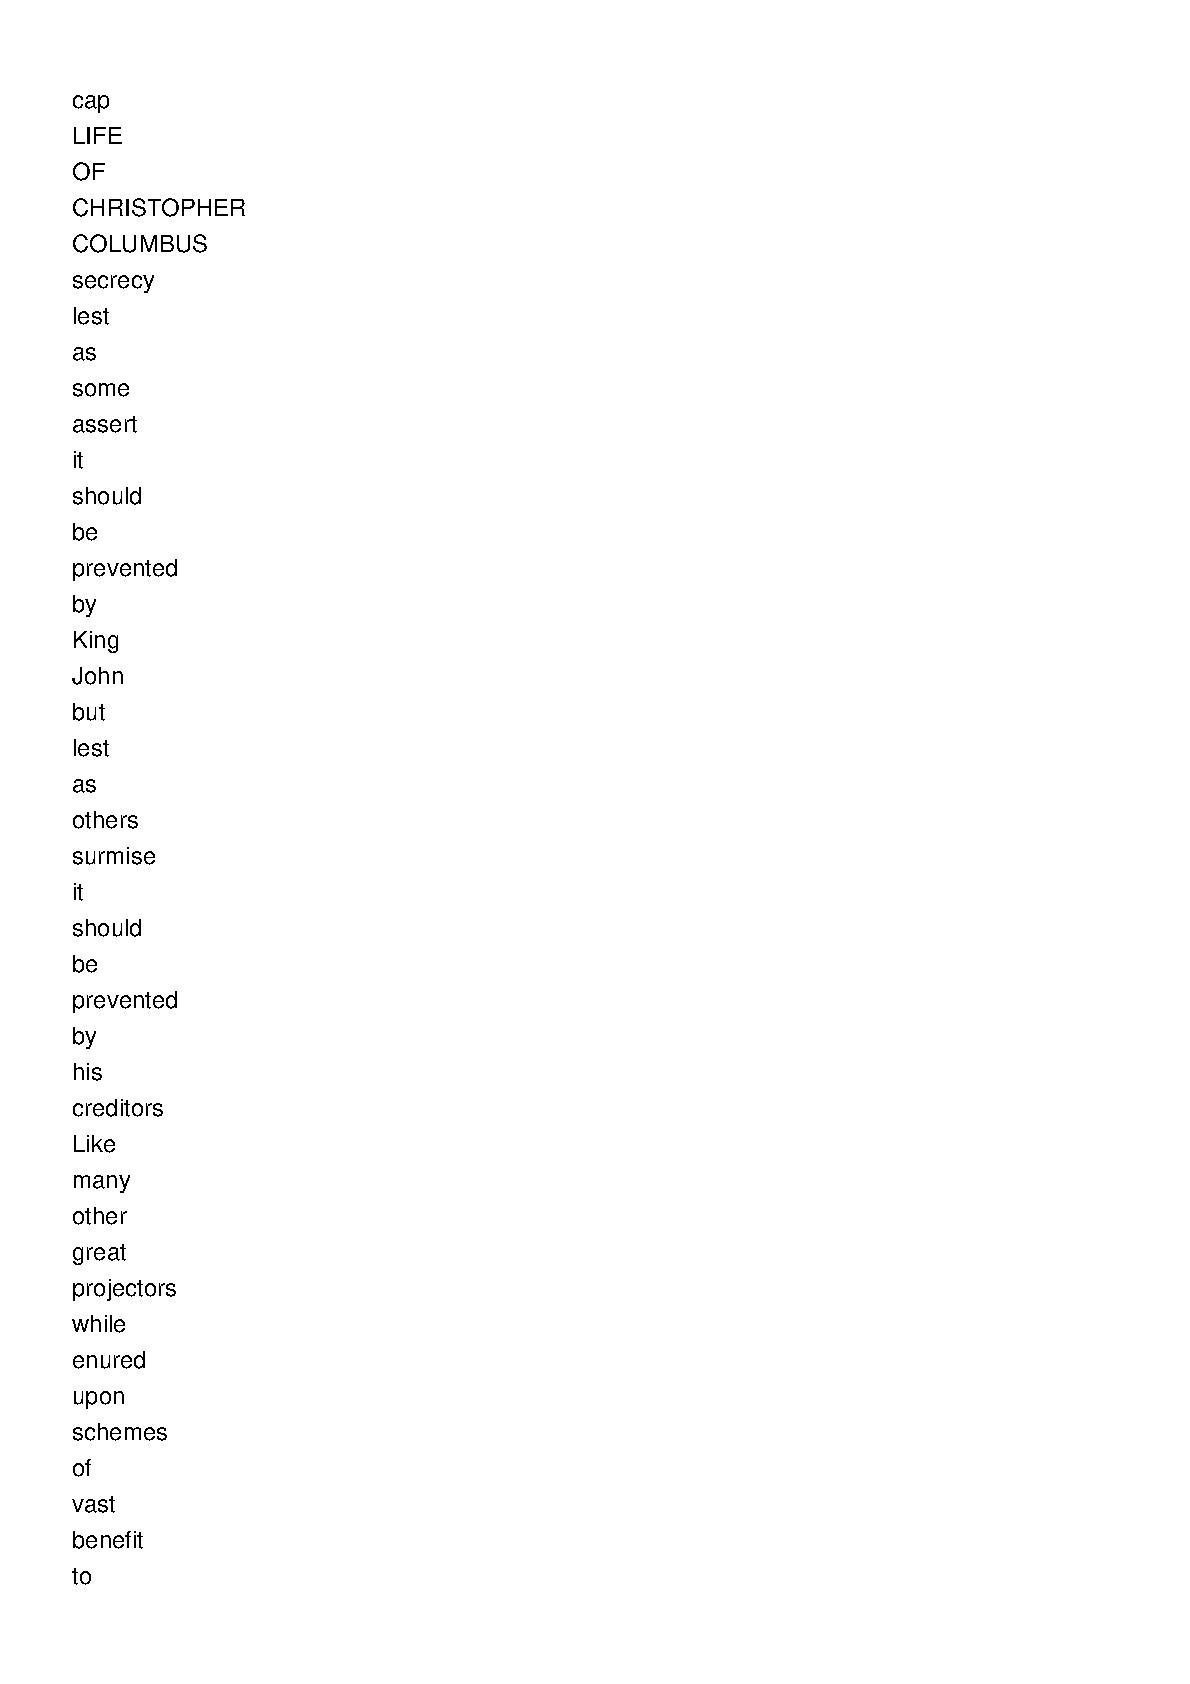 cap
LIFE
OF
CHRISTOPHER
COLUMBUS
secrecy
lest
as
some
assert
it
should
be
prevented
by
King
John
but
lest
as
others
surmise
it
should
be
prevented
by
his
creditors
Like
many
other
great
projectors
while
enured
upon
schemes
of
vast
benefit
to